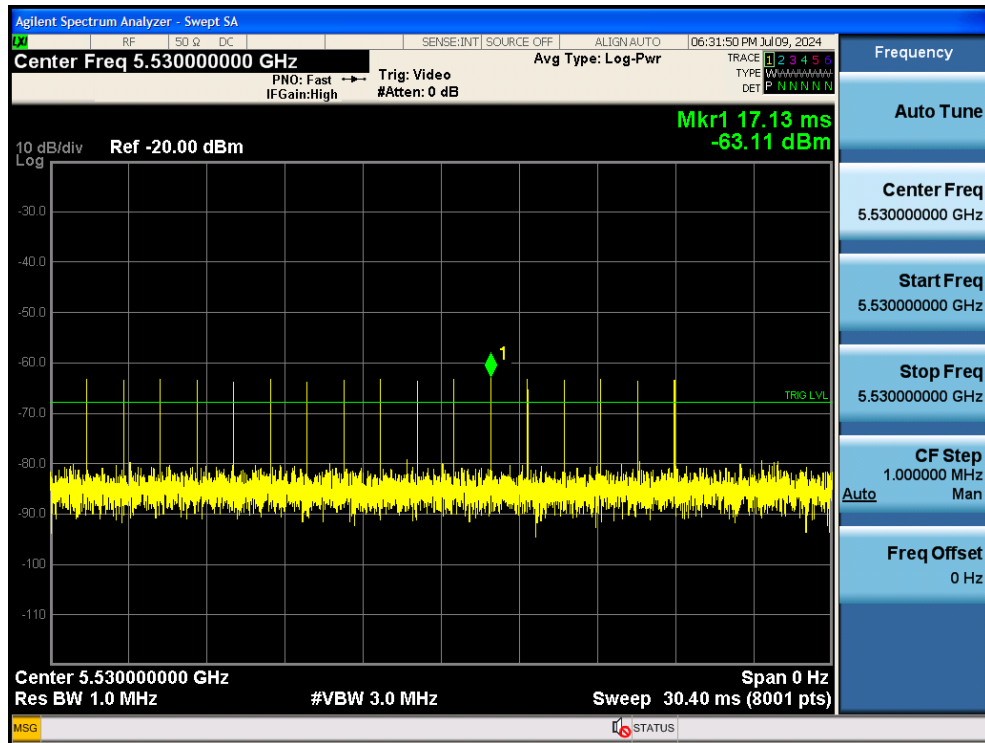 Agilent Spectrum Analyzer - Swept SA
LXI RF 50 Ω DC SENSE:INT SOURCE OFF ALIGNAUTO 06:31:50 PM Jul 09, 2024
Center Freq 5.530000000 GHz
PNO: Fast
IFGain:High
Trig: Video
#Atten: 0 dB
Avg Type: Log-Pwr
TRACE 1 2 3 4 5 6
TYPE WWWWWW
DET P N N N N N
Mkr1 17.13 ms
-63.11 dBm
10 dB/div Ref -20.00 dBm
Log
-30.0
-40.0
-50.0
-60.0
1
TRIG LVL
-70.0
-80.0
-90.0
-100
-110
Center 5.530000000 GHz Span 0 Hz
Res BW 1.0 MHz #VBW 3.0 MHz Sweep 30.40 ms (8001 pts)
MSG STATUS
Frequency
Auto Tune
Center Freq
5.530000000 GHz
Start Freq
5.530000000 GHz
Stop Freq
5.530000000 GHz
CF Step
1.000000 MHz
Auto Man
Freq Offset
0 Hz